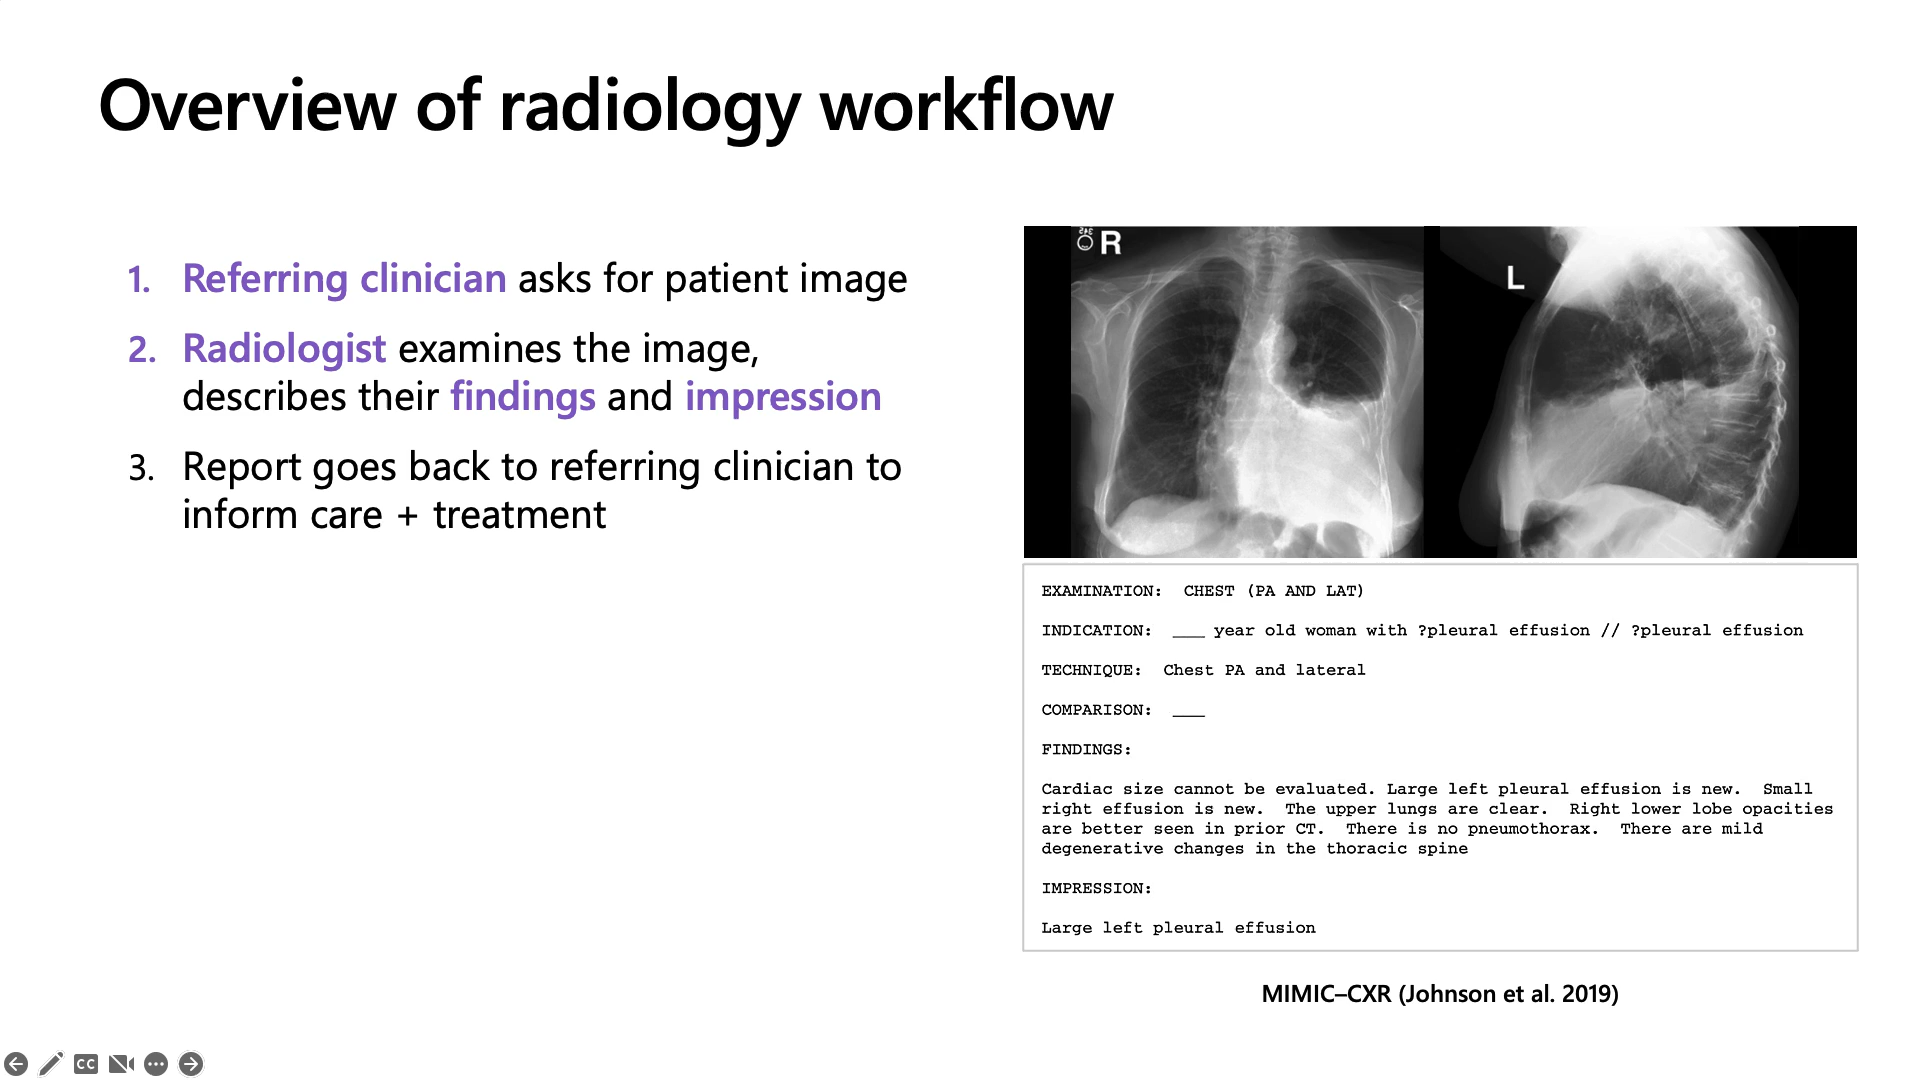 Overview of radiology workflow
1. Referring clinician asks for patient image
2. Radiologist examines the image,
describes their findings and impression
3. Report goes back to referring clinician to
inform care + treatment
R
L
EXAMINATION: CHEST (PA AND LAT)
INDICATION: ___ year old woman with ?pleural effusion // ?pleural effusion
TECHNIQUE: Chest PA and lateral
COMPARISON: ___
FINDINGS:
Cardiac size cannot be evaluated. Large left pleural effusion is new. Small
right effusion is new. The upper lungs are clear. Right lower lobe opacities
are better seen in prior CT. There is no pneumothorax. There are mild
degenerative changes in the thoracic spine
IMPRESSION:
Large left pleural effusion
MIMIC–CXR (Johnson et al. 2019)
CC